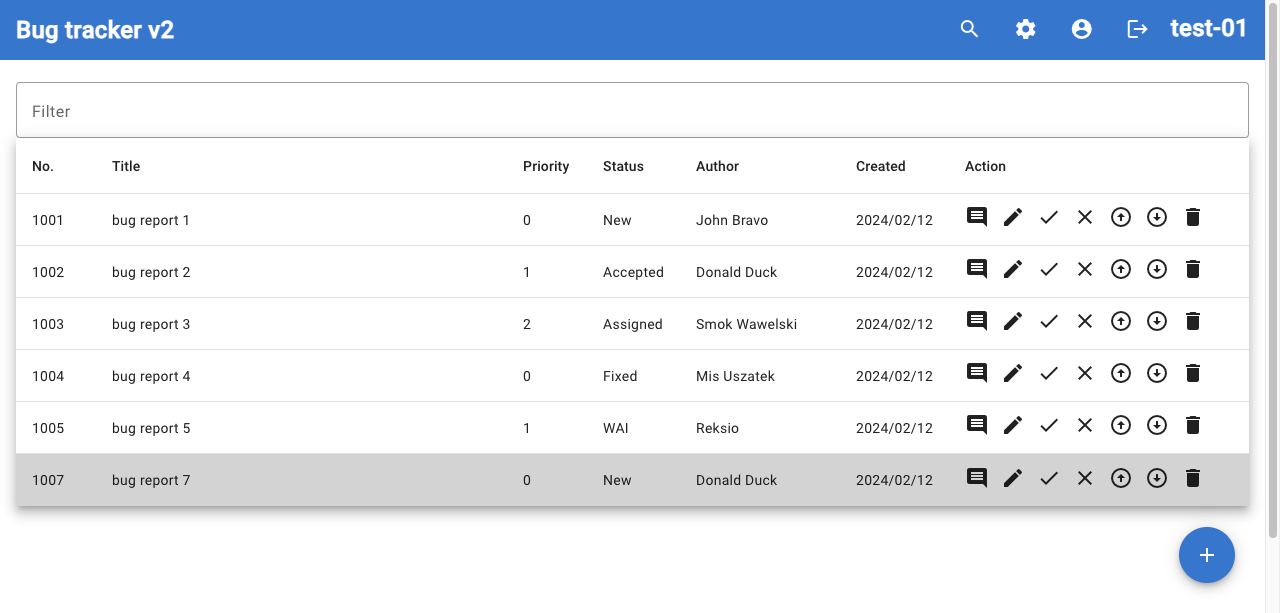 Bug tracker v2 test-01
Filter
No. Title Priority Status Author Created Action
1001 bug report 1 0 New John Bravo 2024/02/12
1002 bug report 2 1 Accepted Donald Duck 2024/02/12
1003 bug report 3 2 Assigned Smok Wawelski 2024/02/12
1004 bug report 4 0 Fixed Mis Uszatek 2024/02/12
1005 bug report 5 1 WAI Reksio 2024/02/12
1007 bug report 7 0 New Donald Duck 2024/02/12